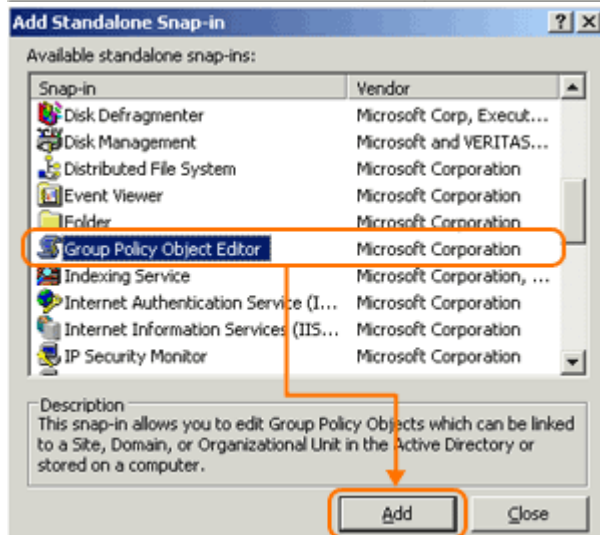 Add Standalone Snap-in
Available standalone snap-ins:
Snap-in Vendor
Disk Defragmenter Microsoft Corp, Execut...
Disk Management Microsoft and VERITAS...
Distributed File System Microsoft Corporation
Event Viewer Microsoft Corporation
Folder
Group Policy Object Editor Microsoft Corporation
Indexing Service Microsoft Corporation, ...
Internet Authentication Service (I... Microsoft Corporation
Internet Information Services (IIS... Microsoft Corporation
IP Security Monitor Microsoft Corporation
Description
This snap-in allows you to edit Group Policy Objects which can be linked
to a Site, Domain, or Organizational Unit in the Active Directory or
stored on a computer.
Add Close